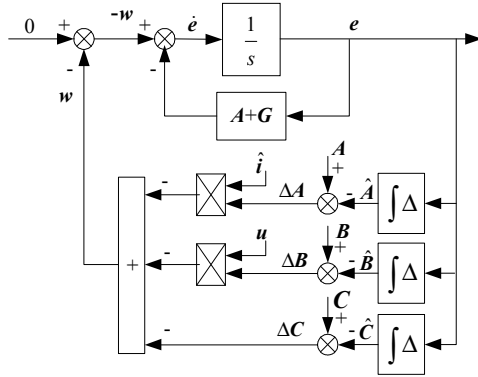 0 + -w + ė 1/s e
- -
w
A+G
A
+
î
- ΔA - Â ∫Δ
B
u +
+ - ΔB - B̂ ∫Δ
C
+
- ΔC - Ĉ ∫Δ